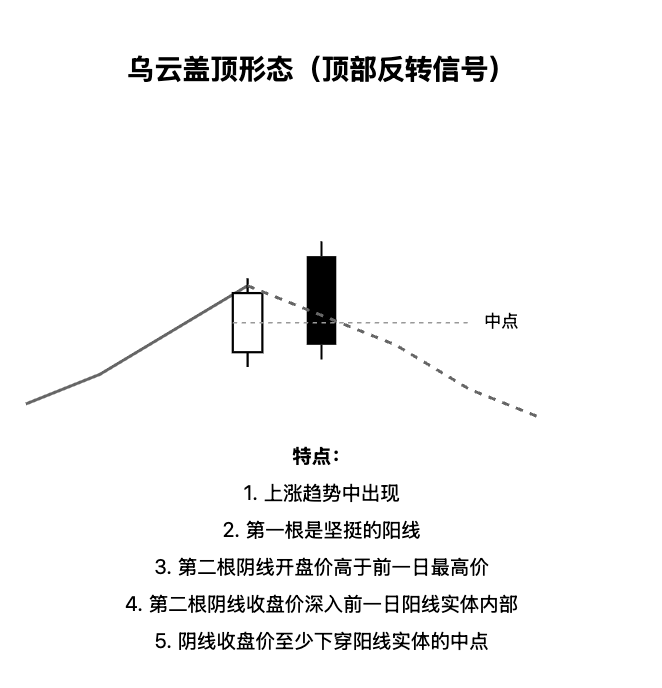 乌云盖顶形态（顶部反转信号）
中点
特点：
1. 上涨趋势中出现
2. 第一根是坚挺的阳线
3. 第二根阴线开盘价高于前一日最高价
4. 第二根阴线收盘价深入前一日阳线实体内部
5. 阴线收盘价至少下穿阳线实体的中点